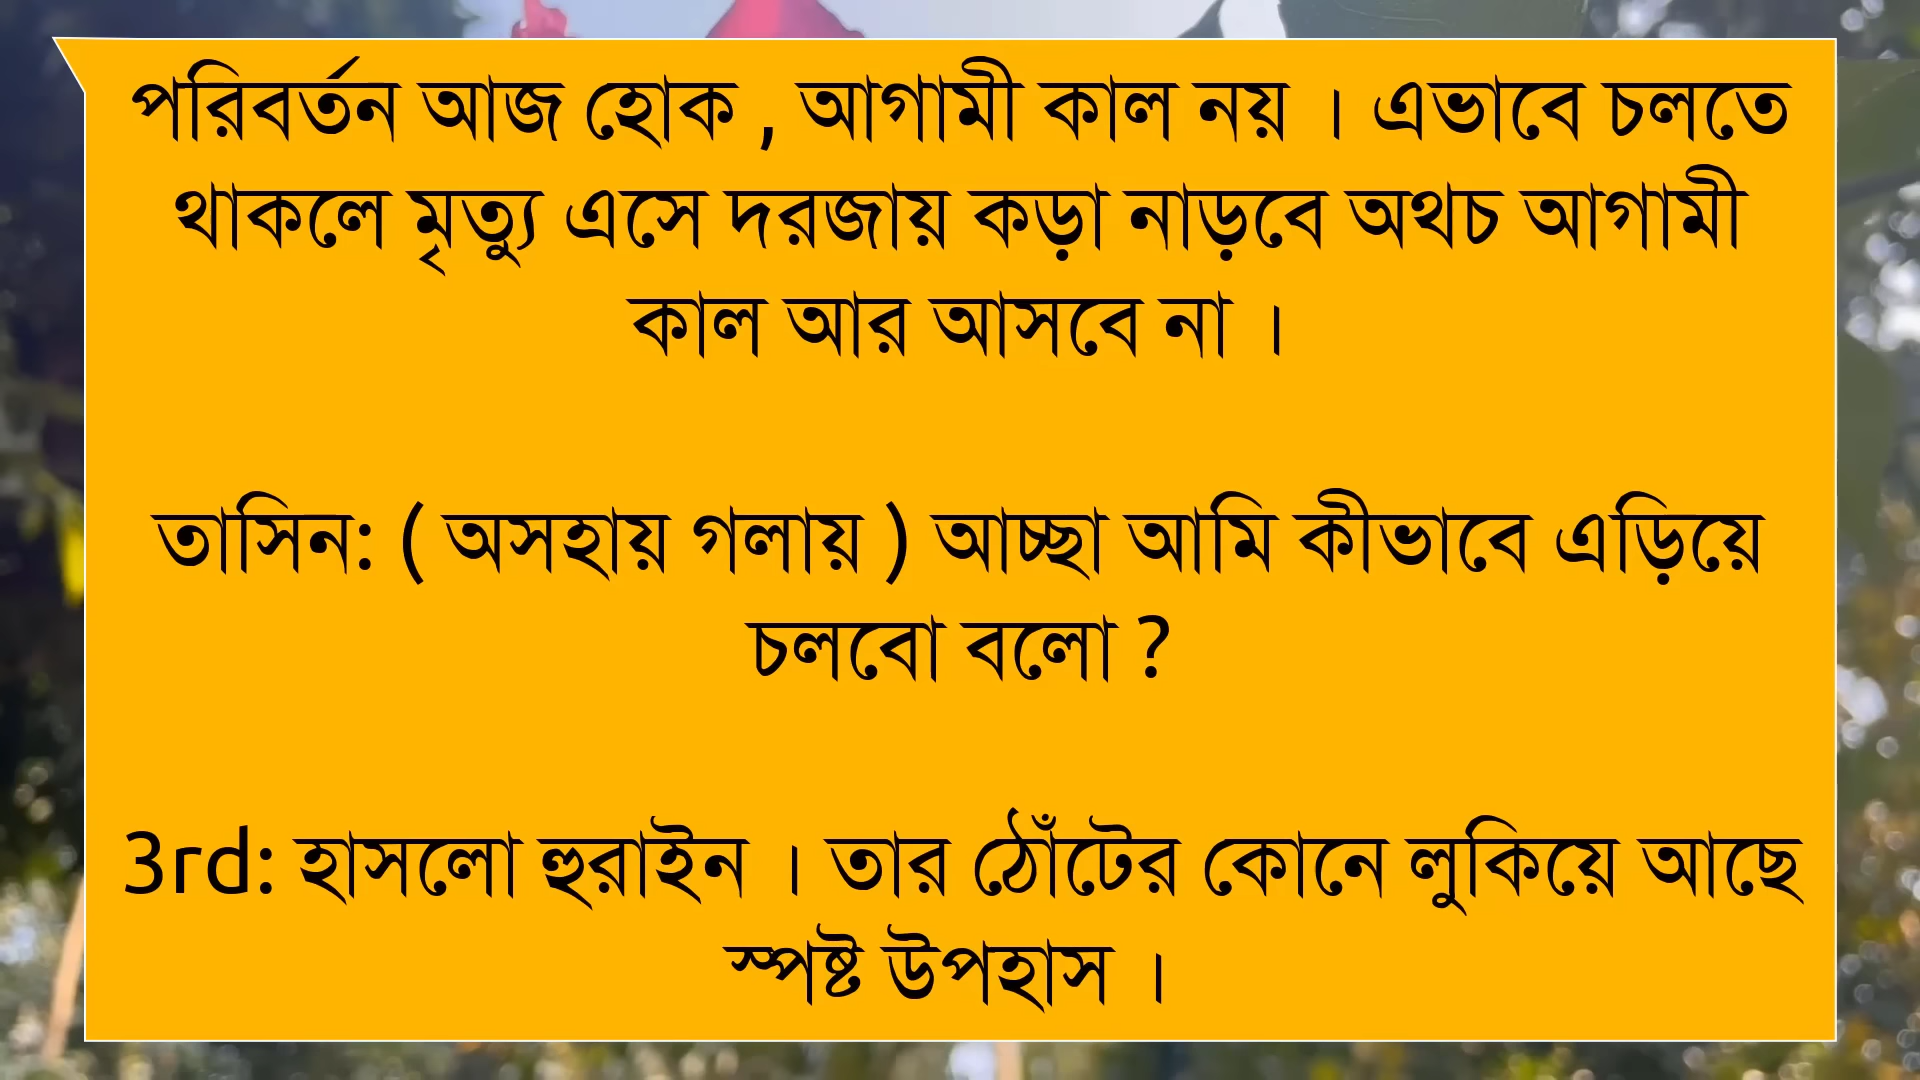 পরিবর্তন আজ হোক , আগামী কাল নয় । এভাবে চলতে
থাকলে মৃত্যু এসে দরজায় কড়া নাড়বে অথচ আগামী
কাল আর আসবে না ।
তাসিন: ( অসহায় গলায় ) আচ্ছা আমি কীভাবে এড়িয়ে
চলবো বলো ?
3rd: হাসলো হুরাইন । তার ঠোঁটের কোনে লুকিয়ে আছে
স্পষ্ট উপহাস ।